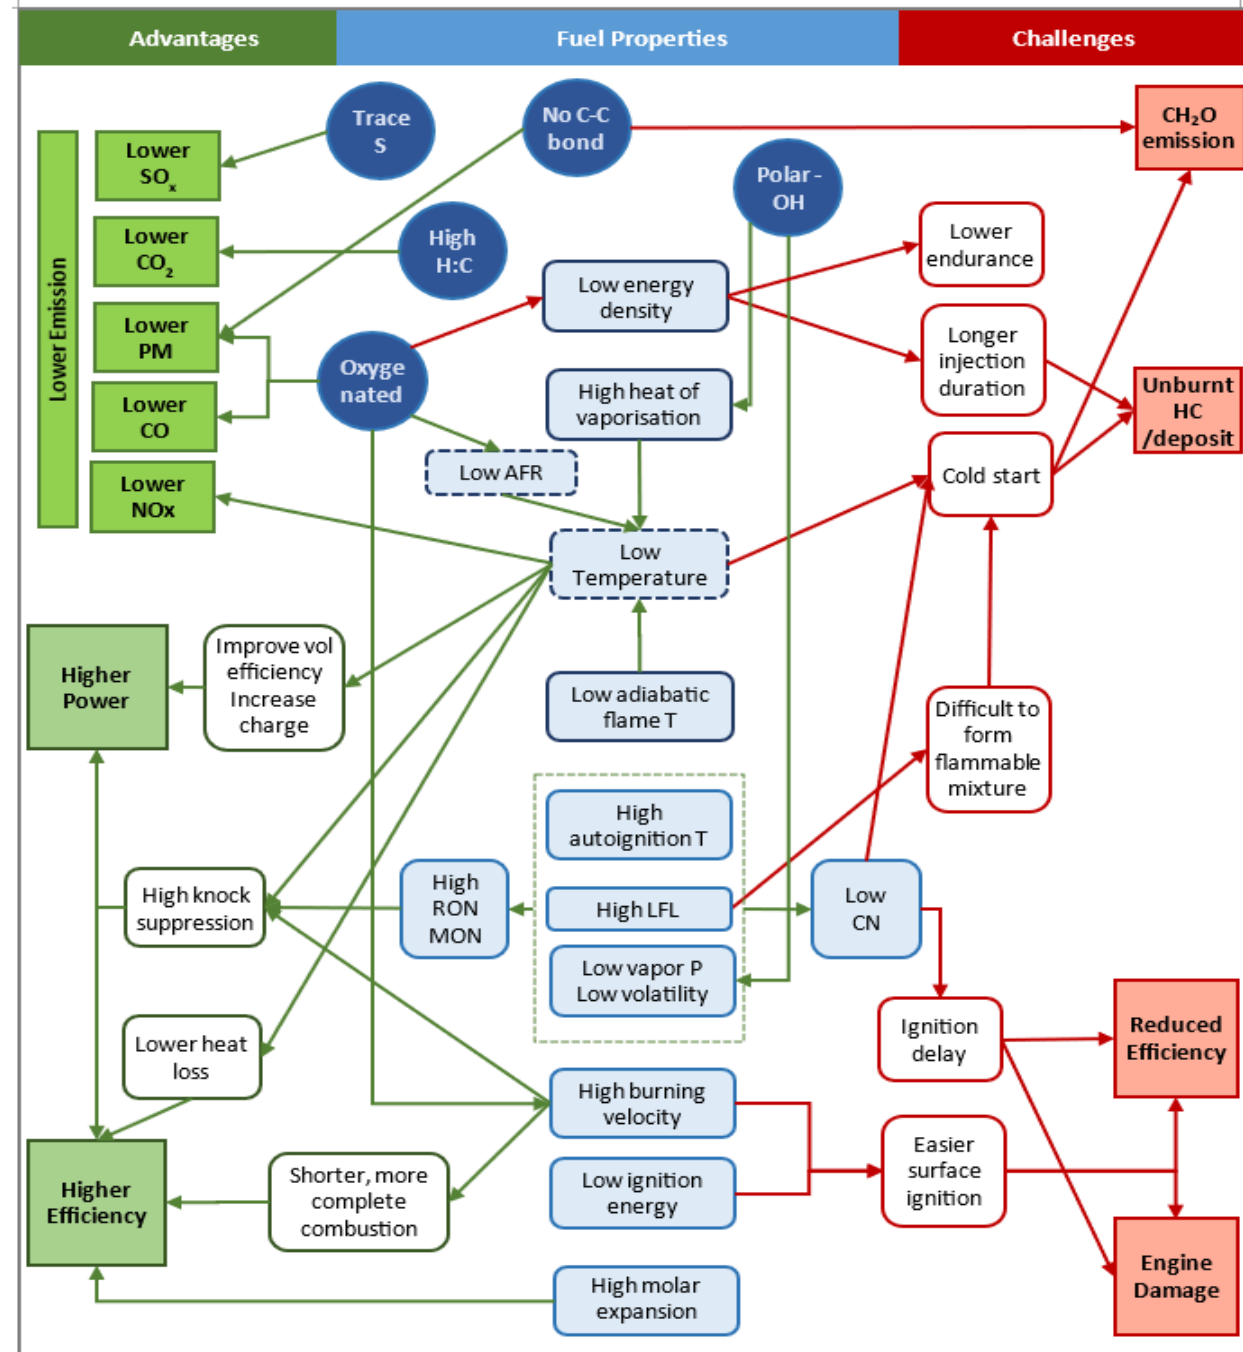 Advantages
Fuel Properties
Challenges
Trace
S
No C-C
bond
CH₂O
emission
Lower
SOₓ
Polar -
OH
Lower
CO₂
High
H:C
Lower
endurance
Lower Emission
Low energy
density
Lower
PM
Longer
injection
duration
Oxyge
nated
High heat of
vaporisation
Unburnt
HC
/deposit
Lower
CO
Low AFR
Cold start
Lower
NOx
Low
Temperature
Higher
Power
Improve vol
efficiency
Increase
charge
Low adiabatic
flame T
Difficult to
form
flammable
mixture
High
autoignition T
High knock
suppression
High
RON
MON
High LFL
Low
CN
Low vapor P
Low volatility
Lower heat
loss
Ignition
delay
Reduced
Efficiency
High burning
velocity
Higher
Efficiency
Shorter, more
complete
combustion
Low ignition
energy
Easier
surface
ignition
Engine
Damage
High molar
expansion